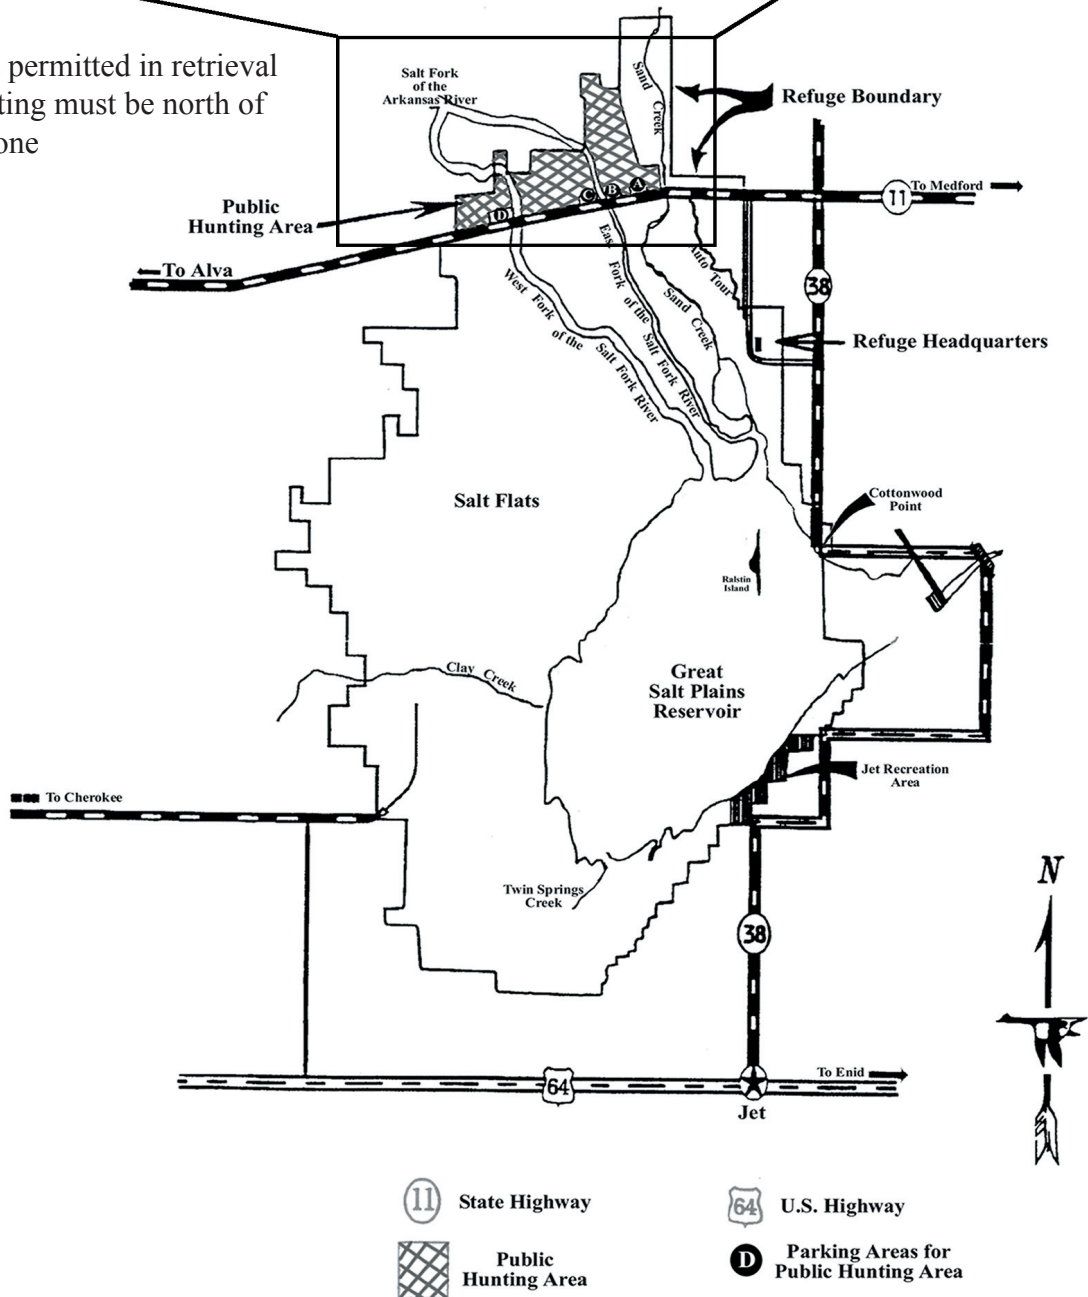 permitted in retrieval
ting must be north of
one
Salt Fork
of the
Arkansas River
Sand Creek
Refuge Boundary
To Medford
11
Public
Hunting Area
A
B
C
D
To Alva
38
Auto Tour
East Fork of the Salt Fork River
West Fork of the Salt Fork River
Sand Creek
Refuge Headquarters
Salt Flats
Cottonwood
Point
Ralstin
Island
Clay Creek
Great
Salt Plains
Reservoir
Jet Recreation
Area
To Cherokee
Twin Springs
Creek
38
N
To Enid
64
Jet
11 State Highway
64 U.S. Highway
Public
Hunting Area
D Parking Areas for
Public Hunting Area